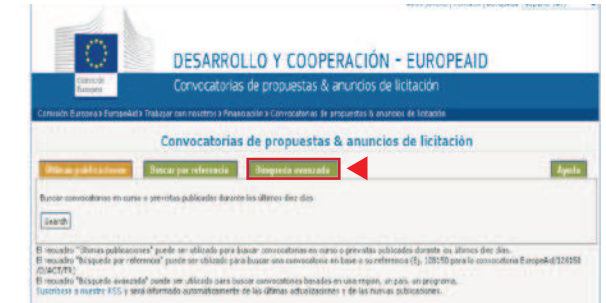 DESARROLLO Y COOPERACIÓN - EUROPEAID
Comisión Europea
Convocatorias de propuestas & anuncios de licitación
Comisión Europea > EuropeAid > Trabajar con nosotros > Financiación > Convocatorias de propuestas & anuncios de licitación
Convocatorias de propuestas & anuncios de licitación
Últimas publicaciones Buscar por referencia Búsqueda avanzada Ayuda
Buscar convocatorias en curso o previstas publicadas durante los últimos diez días.
Search
El recuadro "Últimas publicaciones" puede ser utilizado para buscar convocatorias en curso o previstas publicadas durante los últimos diez días.
El recuadro "Búsqueda por referencia" puede ser utilizado para buscar una convocatoria en base a su referencia (Ej. 128158 para la convocatoria EuropeAid/128158
/D/ACT/TR)
El recuadro "Búsqueda avanzada" puede ser utilizado para buscar convocatorias basadas en una región, un país, un programa.
Suscríbase a nuestro RSS y será informado automáticamente de las últimas actualizaciones y de las nuevas publicaciones.